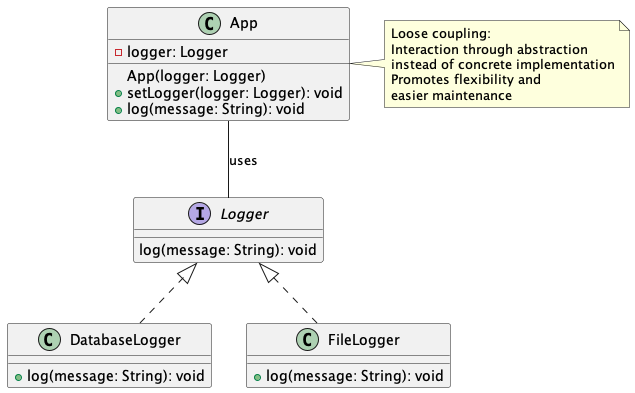 C App
logger: Logger
App(logger: Logger)
setLogger(logger: Logger): void
log(message: String): void
Loose coupling:
Interaction through abstraction
instead of concrete implementation
Promotes flexibility and
easier maintenance
uses
I Logger
log(message: String): void
C DatabaseLogger
log(message: String): void
C FileLogger
log(message: String): void